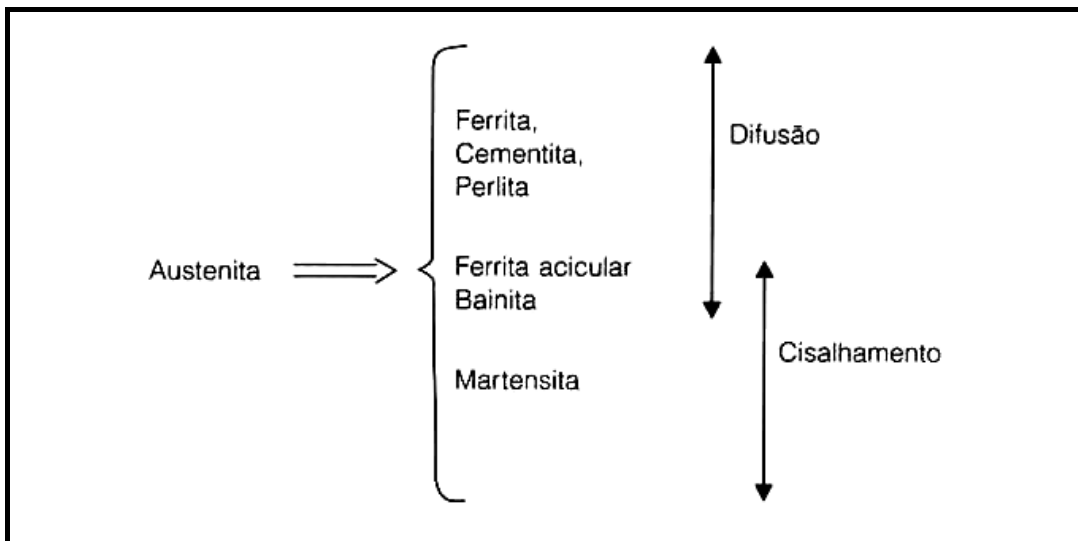 Ferrita,
Cementita,
Perlita
Difusão
Austenita
Ferrita acicular
Bainita
Cisalhamento
Martensita